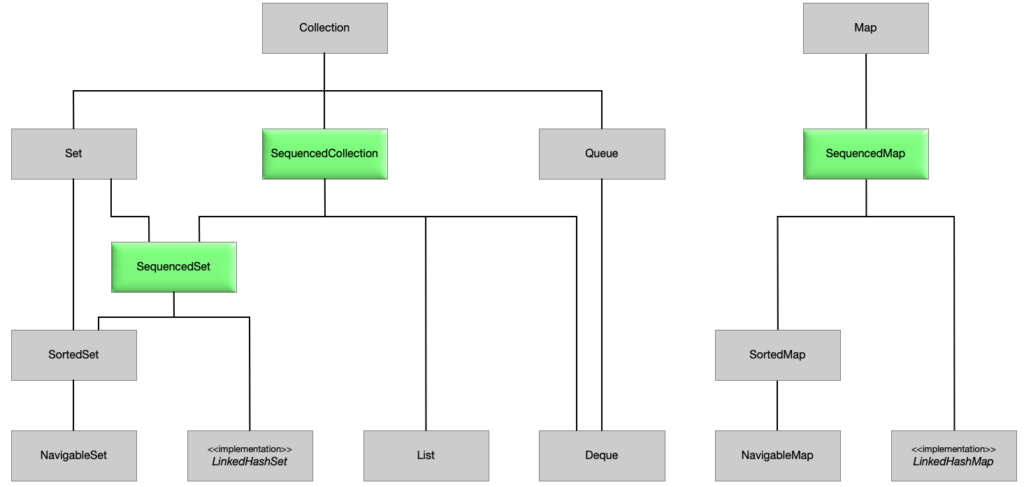 Collection
Map
Set
SequencedCollection
Queue
SequencedMap
SequencedSet
SortedSet
SortedMap
NavigableSet
<<implementation>>
LinkedHashSet
List
Deque
NavigableMap
<<implementation>>
LinkedHashMap